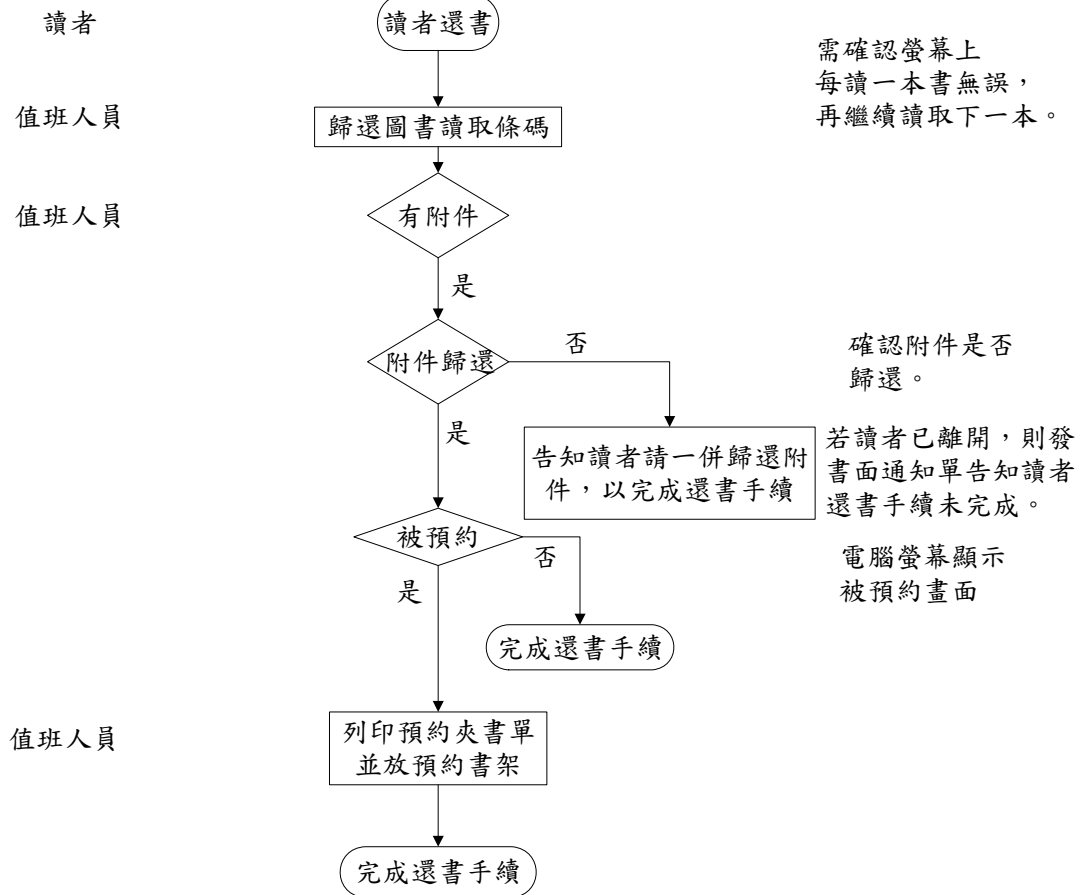 讀者
讀者還書
需確認螢幕上
每讀一本書無誤，
再繼續讀取下一本。
值班人員
歸還圖書讀取條碼
值班人員
有附件
是
附件歸還
否
確認附件是否
歸還。
是
告知讀者請一併歸還附
件，以完成還書手續
若讀者已離開，則發
書面通知單告知讀者
還書手續未完成。
被預約
否
電腦螢幕顯示
被預約畫面
是
完成還書手續
值班人員
列印預約夾書單
並放預約書架
完成還書手續